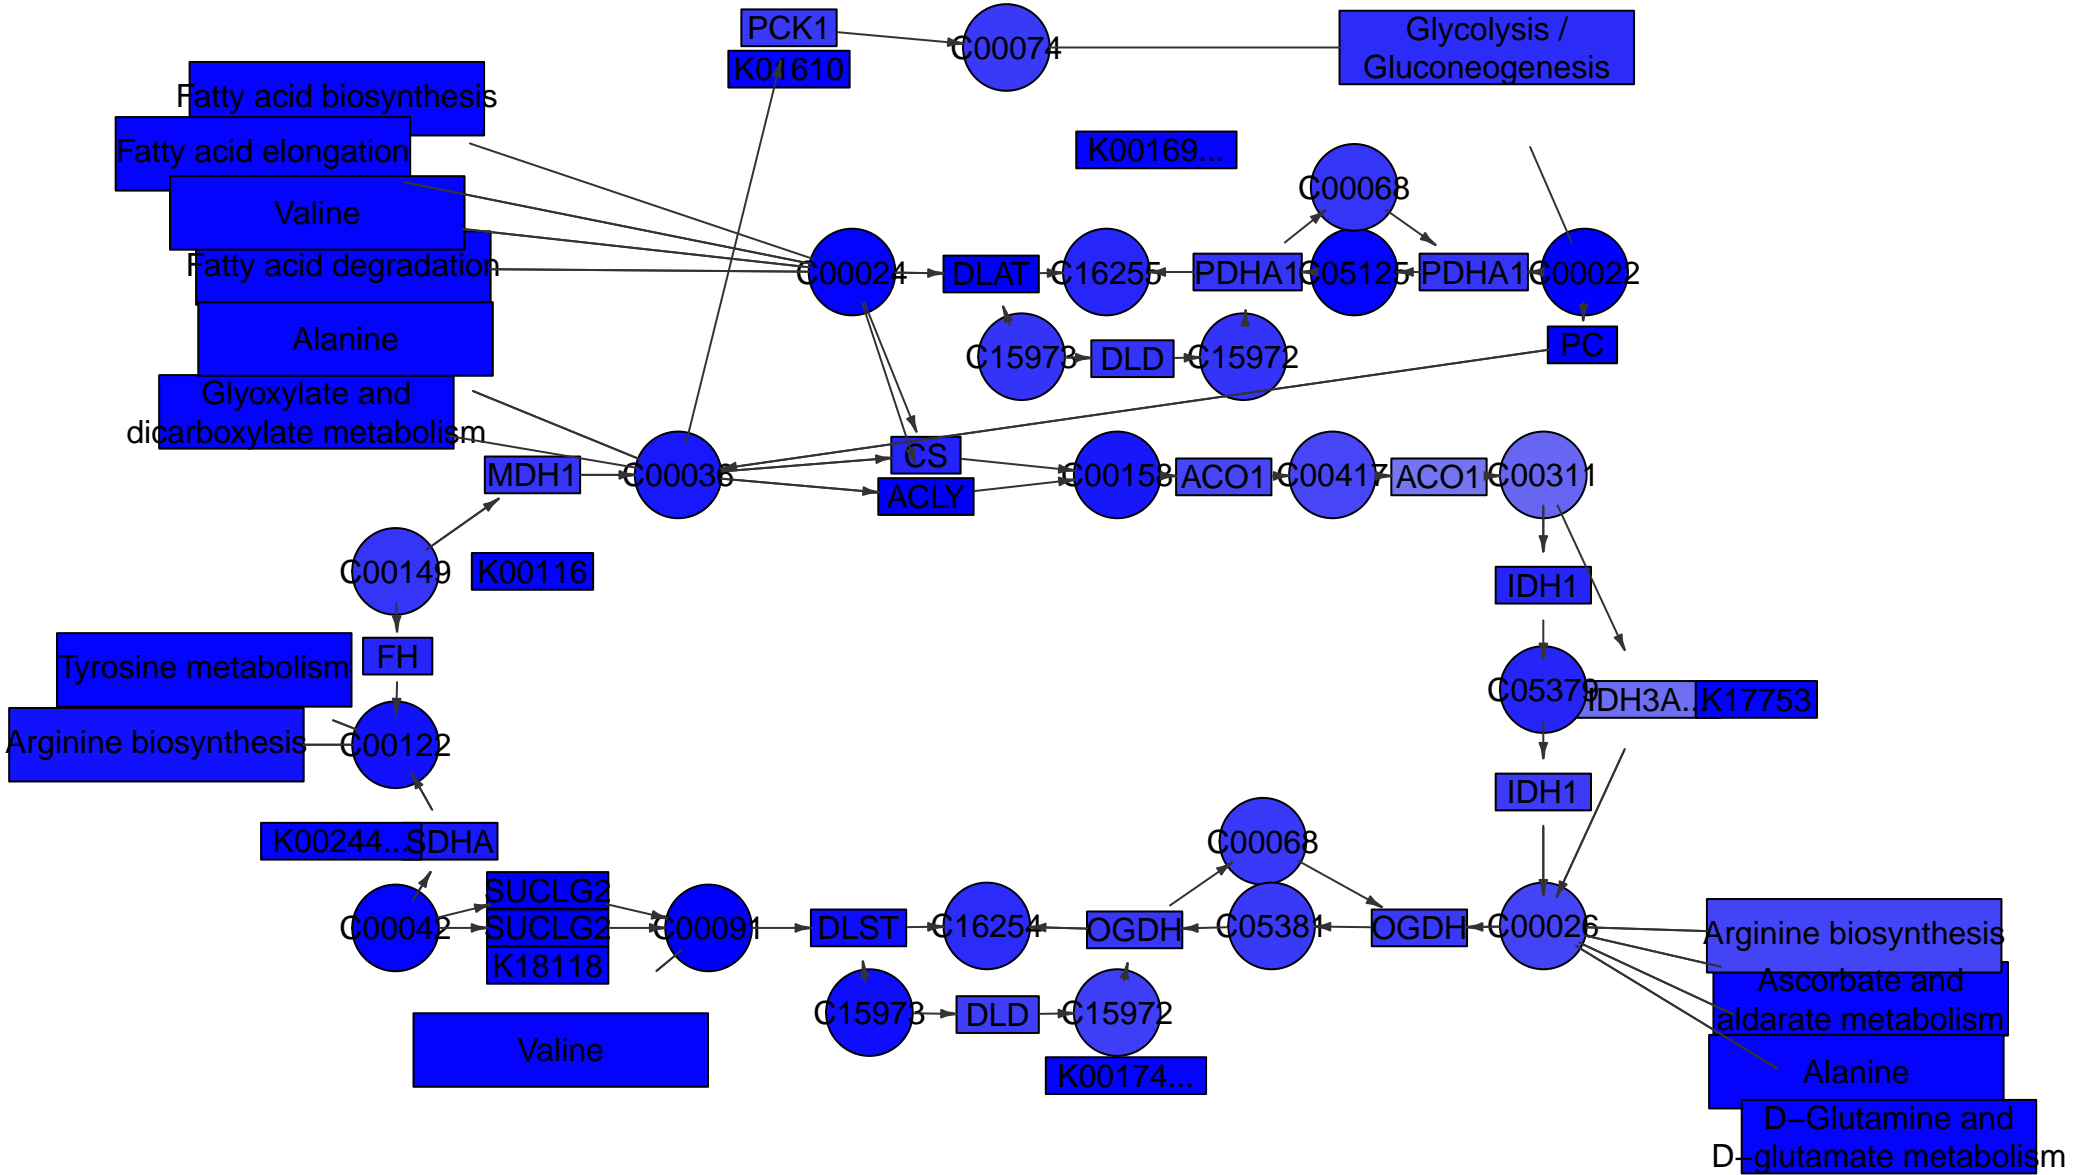 PCK1
C00074
Glycolysis /
Gluconeogenesis
K01610
Fatty acid biosynthesis
Fatty acid elongation
K00169...
C00068
Valine
Fatty acid degradation
C00024
DLAT
C16255
PDHA1
C05125
PDHA1
C00022
Alanine
C15973
DLD
C15972
PC
Glyoxylate and
dicarboxylate metabolism
MDH1
C00036
CS
ACLY
C00158
ACO1
C00417
ACO1
C00311
C00149
K00116
IDH1
FH
Tyrosine metabolism
C05379
IDH3A...
K17753
Arginine biosynthesis
C00122
IDH1
K00244...
SDHA
C00068
SUCLG2
C00042
SUCLG2
C00091
DLST
C16254
OGDH
C05381
OGDH
C00026
Arginine biosynthesis
K18118
Ascorbate and
aldarate metabolism
C15973
DLD
C15972
Valine
K00174...
Alanine
D−Glutamine and
D−glutamate metabolism